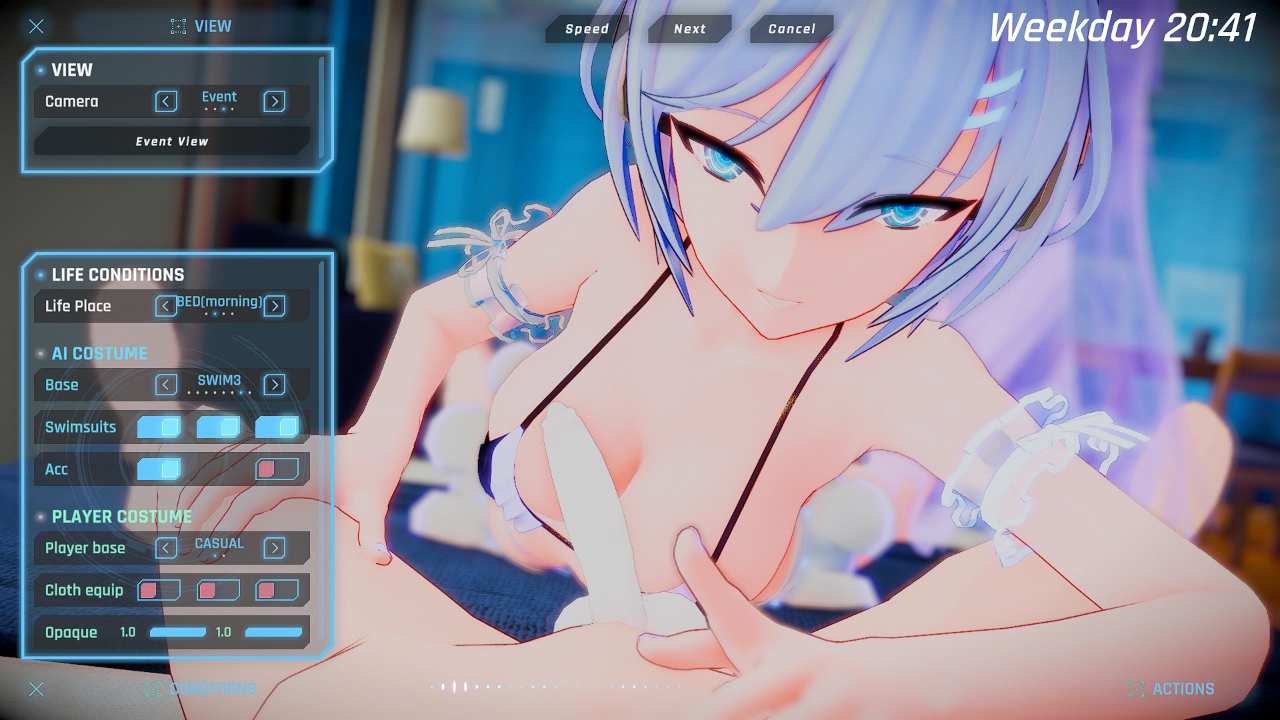 VIEW
Speed
Next
Cancel
Weekday 20:41
VIEW
Camera
Event
Event View
LIFE CONDITIONS
Life Place
BED(morning)
AI COSTUME
Base
SWIM3
Swimsuits
Acc
PLAYER COSTUME
Player base
CASUAL
Cloth equip
Opaque 1.0 1.0
CONDITIONS
ACTIONS